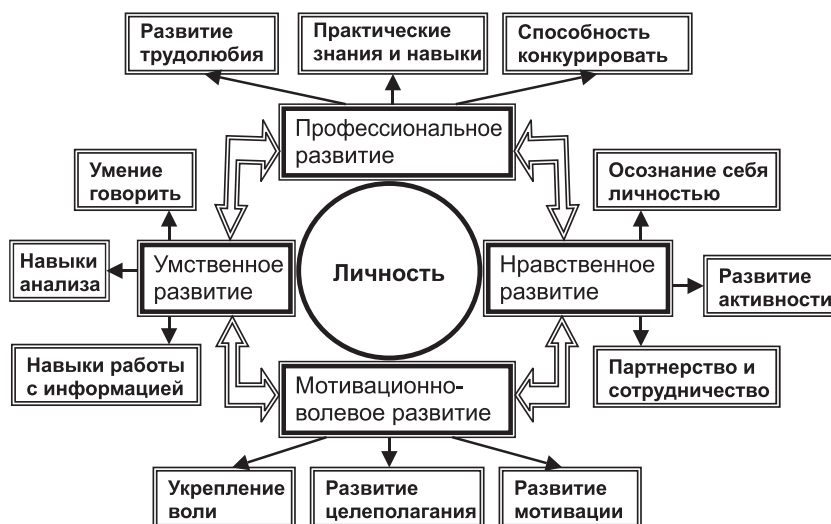 Развитие
трудолюбия
Практические
знания и навыки
Способность
конкурировать
Профессиональное
развитие
Умение
говорить
Осознание себя
личностью
Навыки
анализа
Умственное
развитие
Личность
Нравственное
развитие
Развитие
активности
Навыки работы
с информацией
Мотивационно-
волевое развитие
Партнерство и
сотрудничество
Укрепление
воли
Развитие
целеполагания
Развитие
мотивации